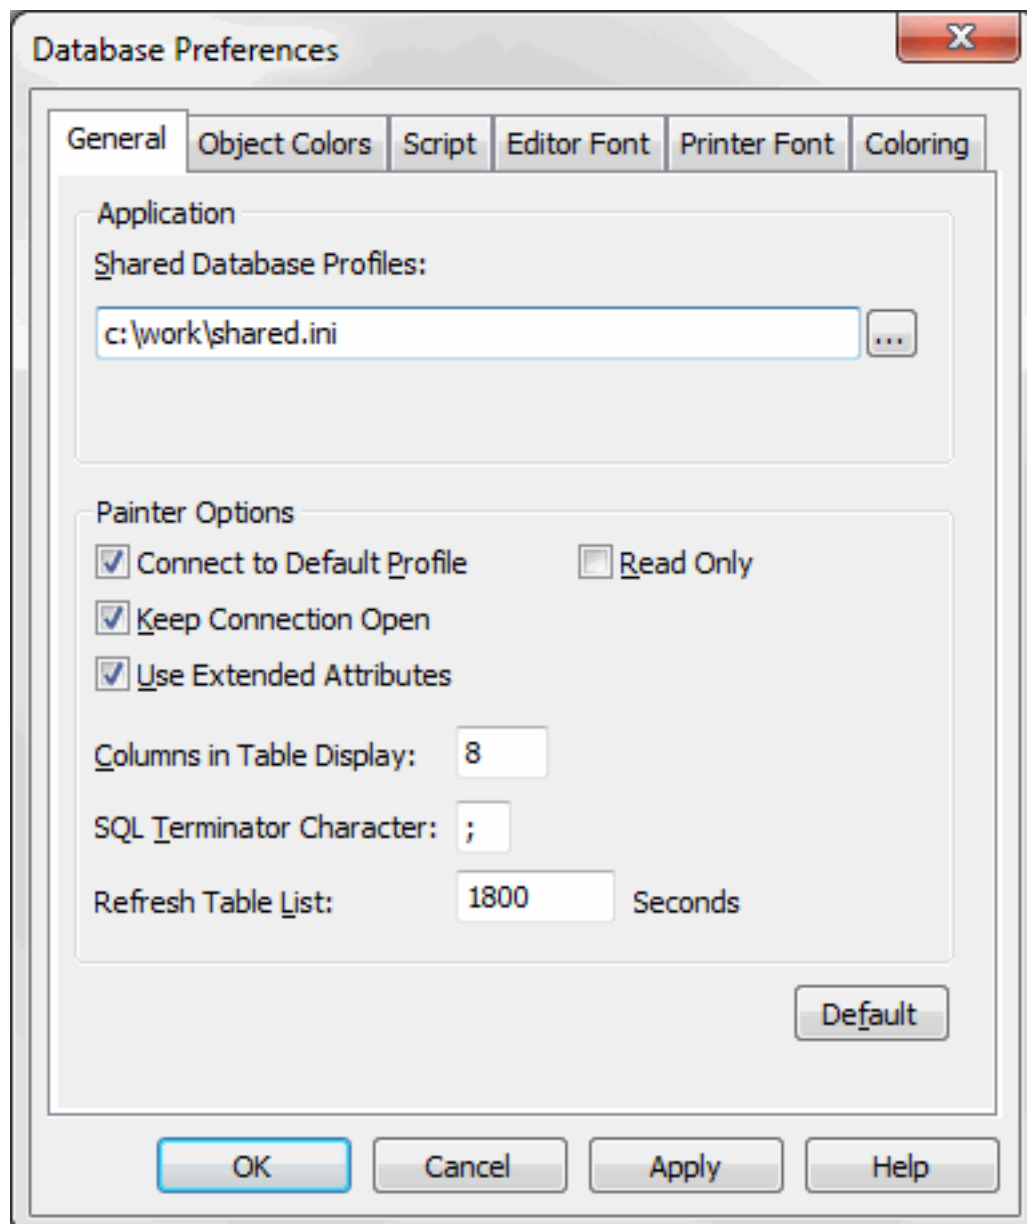 Database Preferences
General Object Colors Script Editor Font Printer Font Coloring
Application
Shared Database Profiles:
c:\work\shared.ini ...
Painter Options
Connect to Default Profile Read Only
Keep Connection Open
Use Extended Attributes
Columns in Table Display: 8
SQL Terminator Character: ;
Refresh Table List: 1800 Seconds
Default
OK Cancel Apply Help